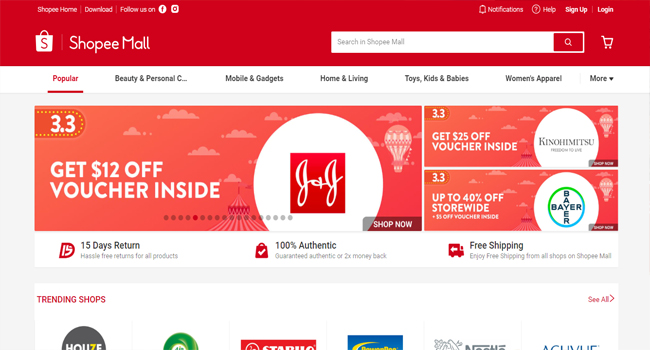 Shopee Home
Download
Follow us on
Notifications
Help
Sign Up
Login
Shopee Mall
Search in Shopee Mall
Popular
Beauty & Personal C...
Mobile & Gadgets
Home & Living
Toys, Kids & Babies
Women's Apparel
More
3.3
GET $12 OFF
VOUCHER INSIDE
J&J
SHOP NOW
3.3
GET $25 OFF
VOUCHER INSIDE
KINOHIMITSU
FREEDOM TO LIVE
SHOP NOW
3.3
UP TO 40% OFF
STOREWIDE
+ $5 OFF VOUCHER INSIDE
BAYER
BAYER
SHOP NOW
15 Days Return
Hassle free returns for all products
100% Authentic
Guaranteed authentic or 2x money back
Free Shipping
Enjoy Free Shipping from all shops on Shopee Mall
TRENDING SHOPS
See All
HOUZE